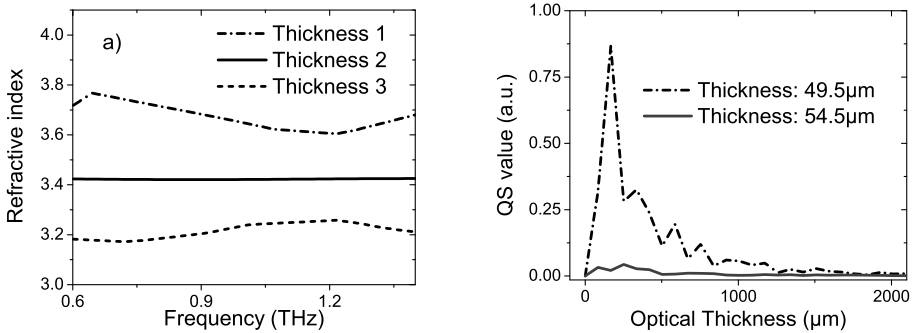 a)
Thickness 1
Thickness 2
Thickness 3
Refractive index
4.0
3.8
3.6
3.4
3.2
3.0
0.6
0.9
1.2
Frequency (THz)
QS value (a.u.)
1.00
0.75
0.50
0.25
0.00
Thickness: 49.5μm
Thickness: 54.5μm
0
1000
2000
Optical Thickness (μm)